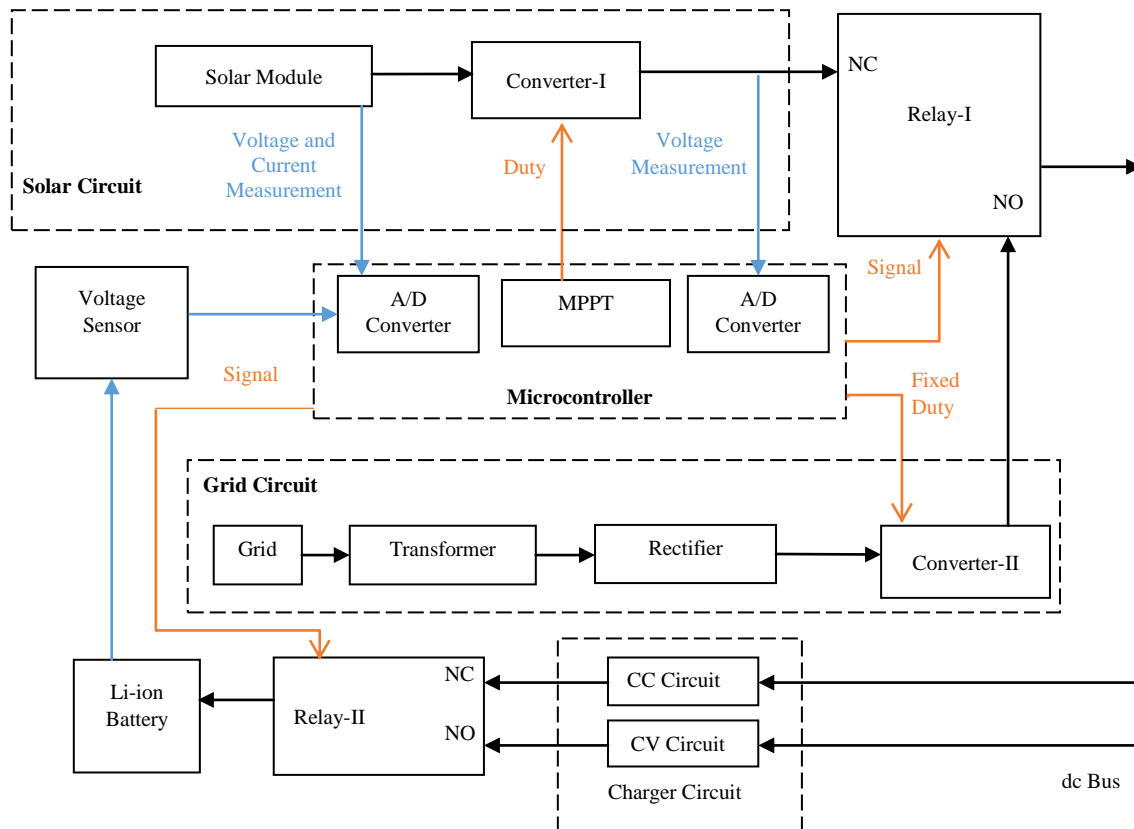 Solar Module
Converter-I
NC
Relay-I
NO
Voltage and
Current
Measurement
Duty
Voltage
Measurement
Solar Circuit
Signal
Voltage
Sensor
A/D
Converter
MPPT
A/D
Converter
Signal
Microcontroller
Fixed
Duty
Grid Circuit
Grid
Transformer
Rectifier
Converter-II
Li-ion
Battery
Relay-II
NC
NO
CC Circuit
CV Circuit
Charger Circuit
dc Bus